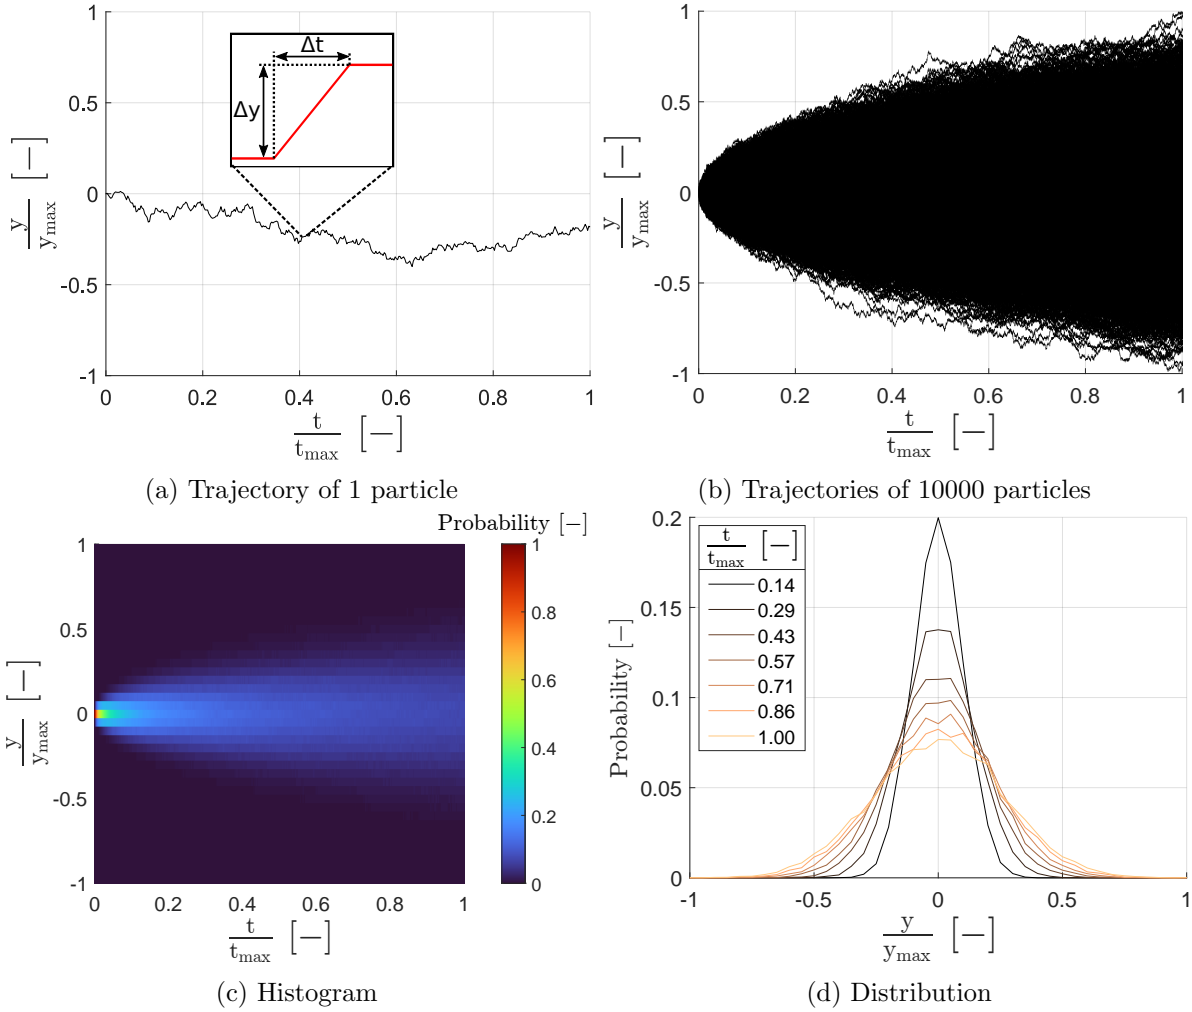 1
0.5
0
-0.5
-1
y
y_max [—]
Δt
Δy
0 0.2 0.4 0.6 0.8 1
t
t_max [—]
(a) Trajectory of 1 particle
1
0.5
0
-0.5
-1
y
y_max [—]
0 0.2 0.4 0.6 0.8 1
t
t_max [—]
(b) Trajectories of 10000 particles
Probability [−]
1
0.5
0
-0.5
-1
y
y_max [—]
0 0.2 0.4 0.6 0.8 1
t
t_max [—]
1
0.8
0.6
0.4
0.2
0
(c) Histogram
0.2
0.15
0.1
0.05
0
Probability [−]
t
t_max [—]
0.14
0.29
0.43
0.57
0.71
0.86
1.00
-1 -0.5 0 0.5 1
y
y_max [—]
(d) Distribution